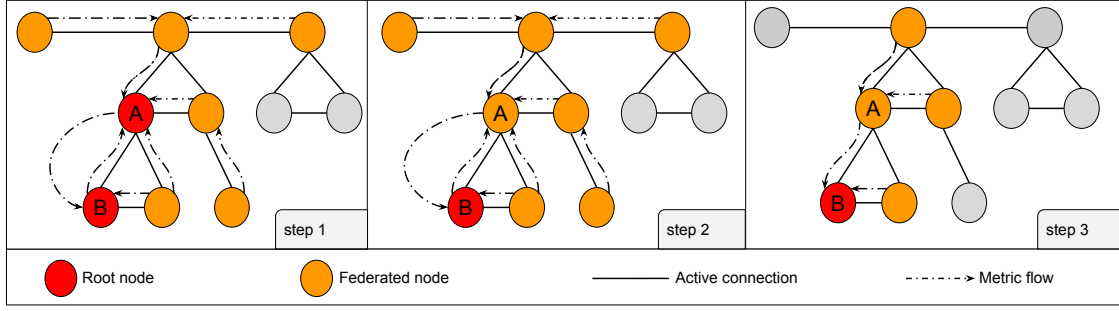 A
B
step 1
A
B
step 2
A
B
step 3
Root node
Federated node
Active connection
Metric flow